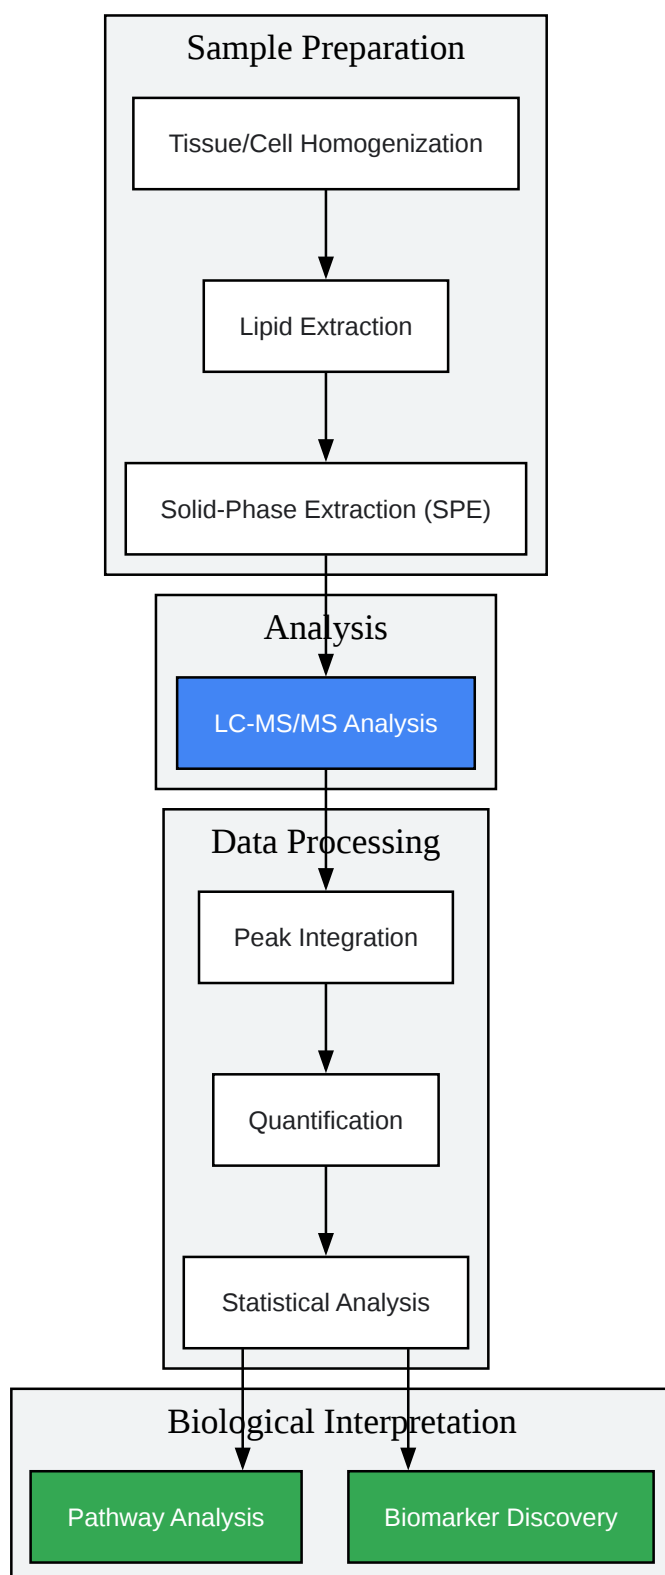 Sample Preparation
Tissue/Cell Homogenization
Lipid Extraction
Solid-Phase Extraction (SPE)
Analysis
LC-MS/MS Analysis
Data Processing
Peak Integration
Quantification
Statistical Analysis
Biological Interpretation
Pathway Analysis
Biomarker Discovery